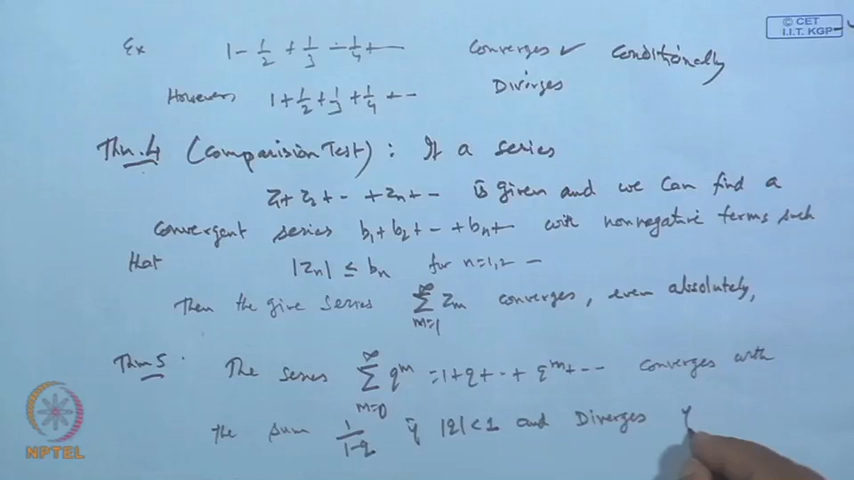 © CET
I.I.T. KGP
Ex 1 - 1/2 + 1/3 - 1/4 + — Converges ✓ Conditionally
However, 1 + 1/2 + 1/3 + 1/4 + -- Diverges
Thm. 4 (Comparision Test) : If a series
z₁ + z₂ + - + zₙ + - is given and we can find a
Convergent series b₁ + b₂ + - + bₙ + with nonnegative terms such
that |zₙ| ≤ bₙ for n=1,2 —
Then the give series ∑_{m=1}^{∞} zₘ converges, even absolutely,
Thm 5. The series ∑_{m=0}^{∞} q^m = 1 + q + -- + q^m + --- converges with
the sum 1/(1-q) if |q| < 1 and Diverges
NPTEL